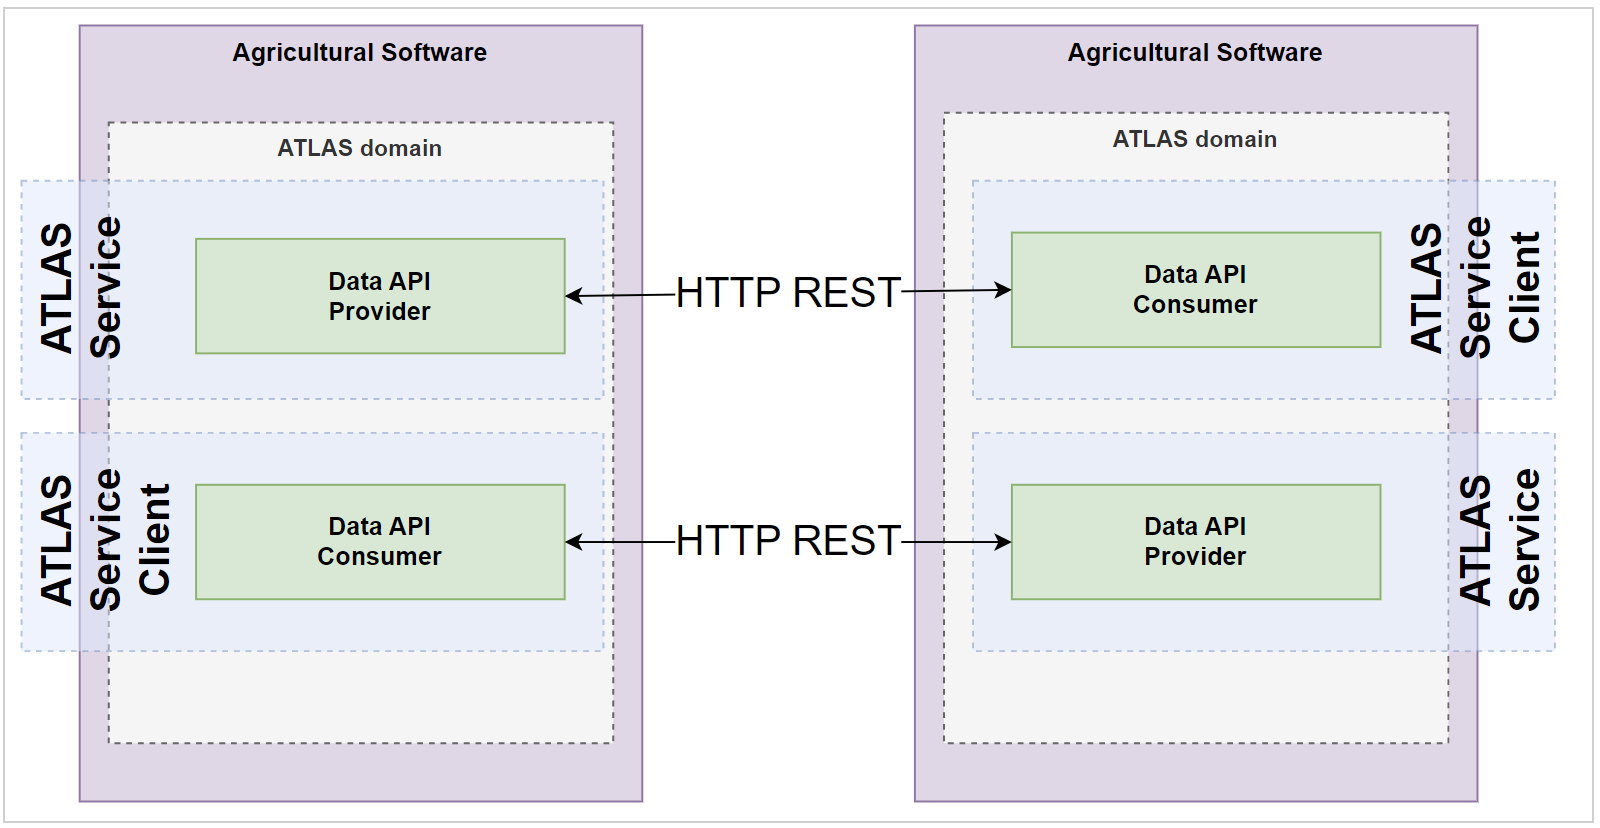 Agricultural Software
ATLAS domain
ATLAS
Service
Data API
Provider
ATLAS
Service
Client
Data API
Consumer
HTTP REST
HTTP REST
Agricultural Software
ATLAS domain
Data API
Consumer
ATLAS
Service
Client
Data API
Provider
ATLAS
Service